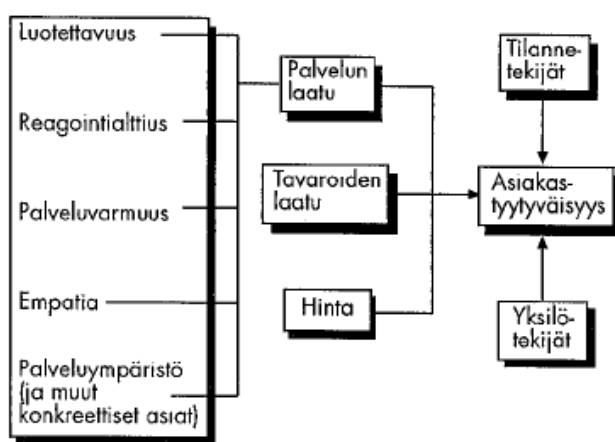 Luotettavuus
Reagointialttius
Palveluvarmuus
Empatia
Palveluympäristö
(ja muut
konkreettiset asiat)
Palvelun
laatu
Tavaroiden
laatu
Hinta
Tilanne-
tekijät
Asiakas-
tyytyväisyys
Yksilö-
tekijät